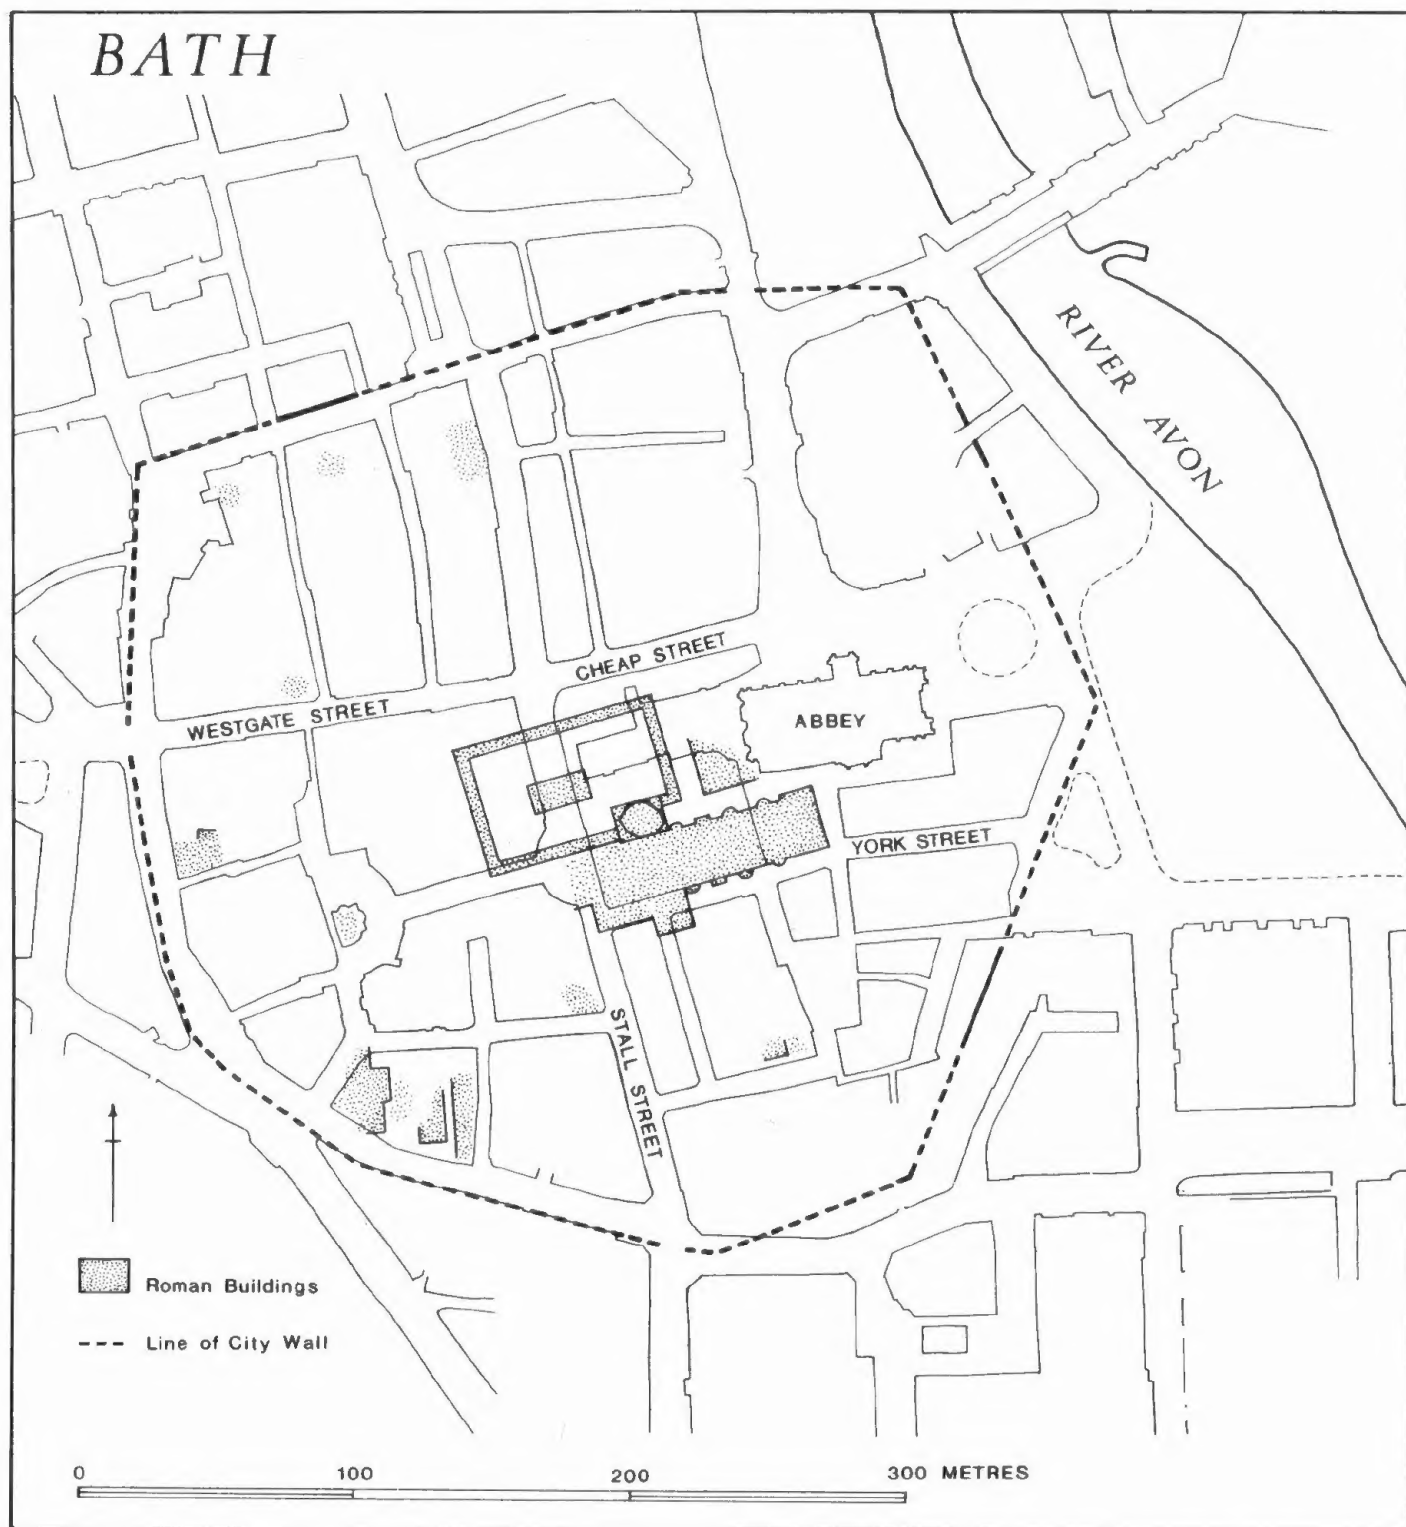 BATH
RIVER AVON
CHEAP STREET
WESTGATE STREET
ABBEY
YORK STREET
STALL STREET
Roman Buildings
Line of City Wall
0 100 200 300 METRES